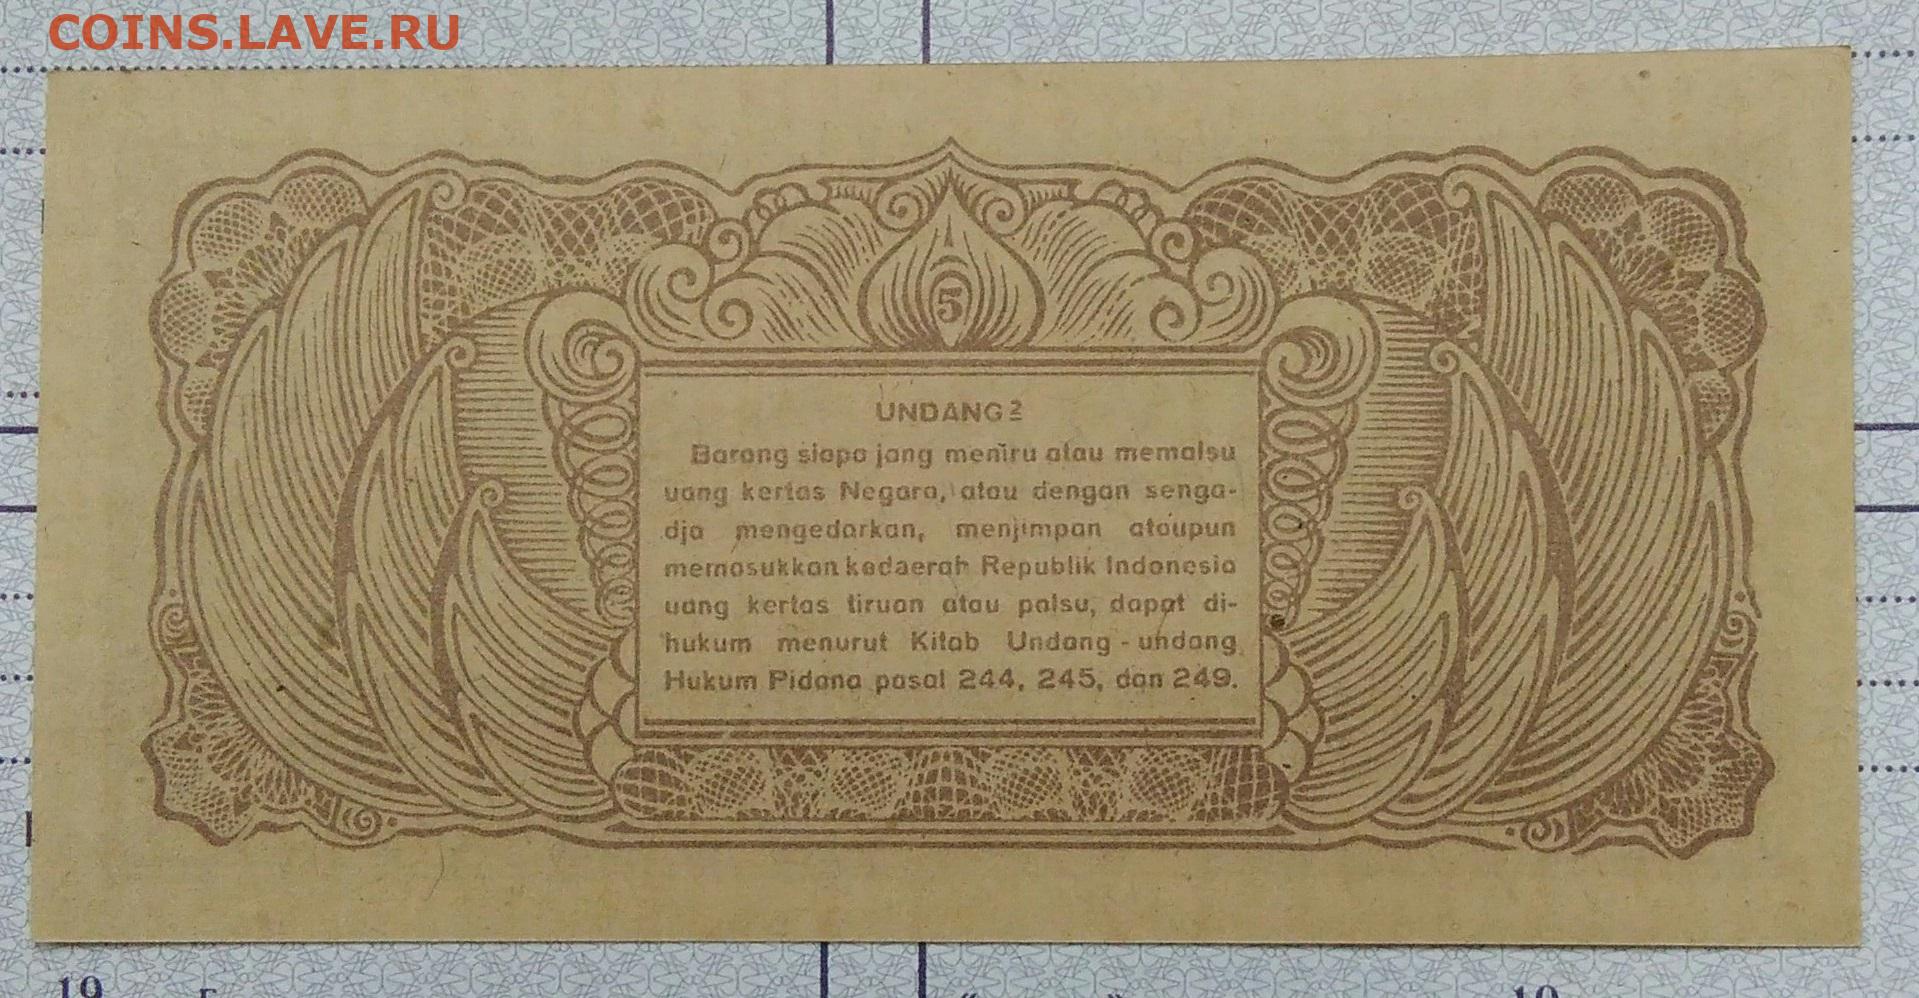 COINS.LAVE.RU
5
UNDANG2
Barang siapa jang meniru atau memalsu
uang kertas Negara, atau dengan senga-
dja mengedarkan, menjimpan ataupun
memasukkan kedaerah Republik Indonesia
uang kertas tiruan atau palsu, dapat di-
hukum menurut Kitab Undang-undang
Hukum Pidana pasal 244, 245, dan 249.
19 г
19